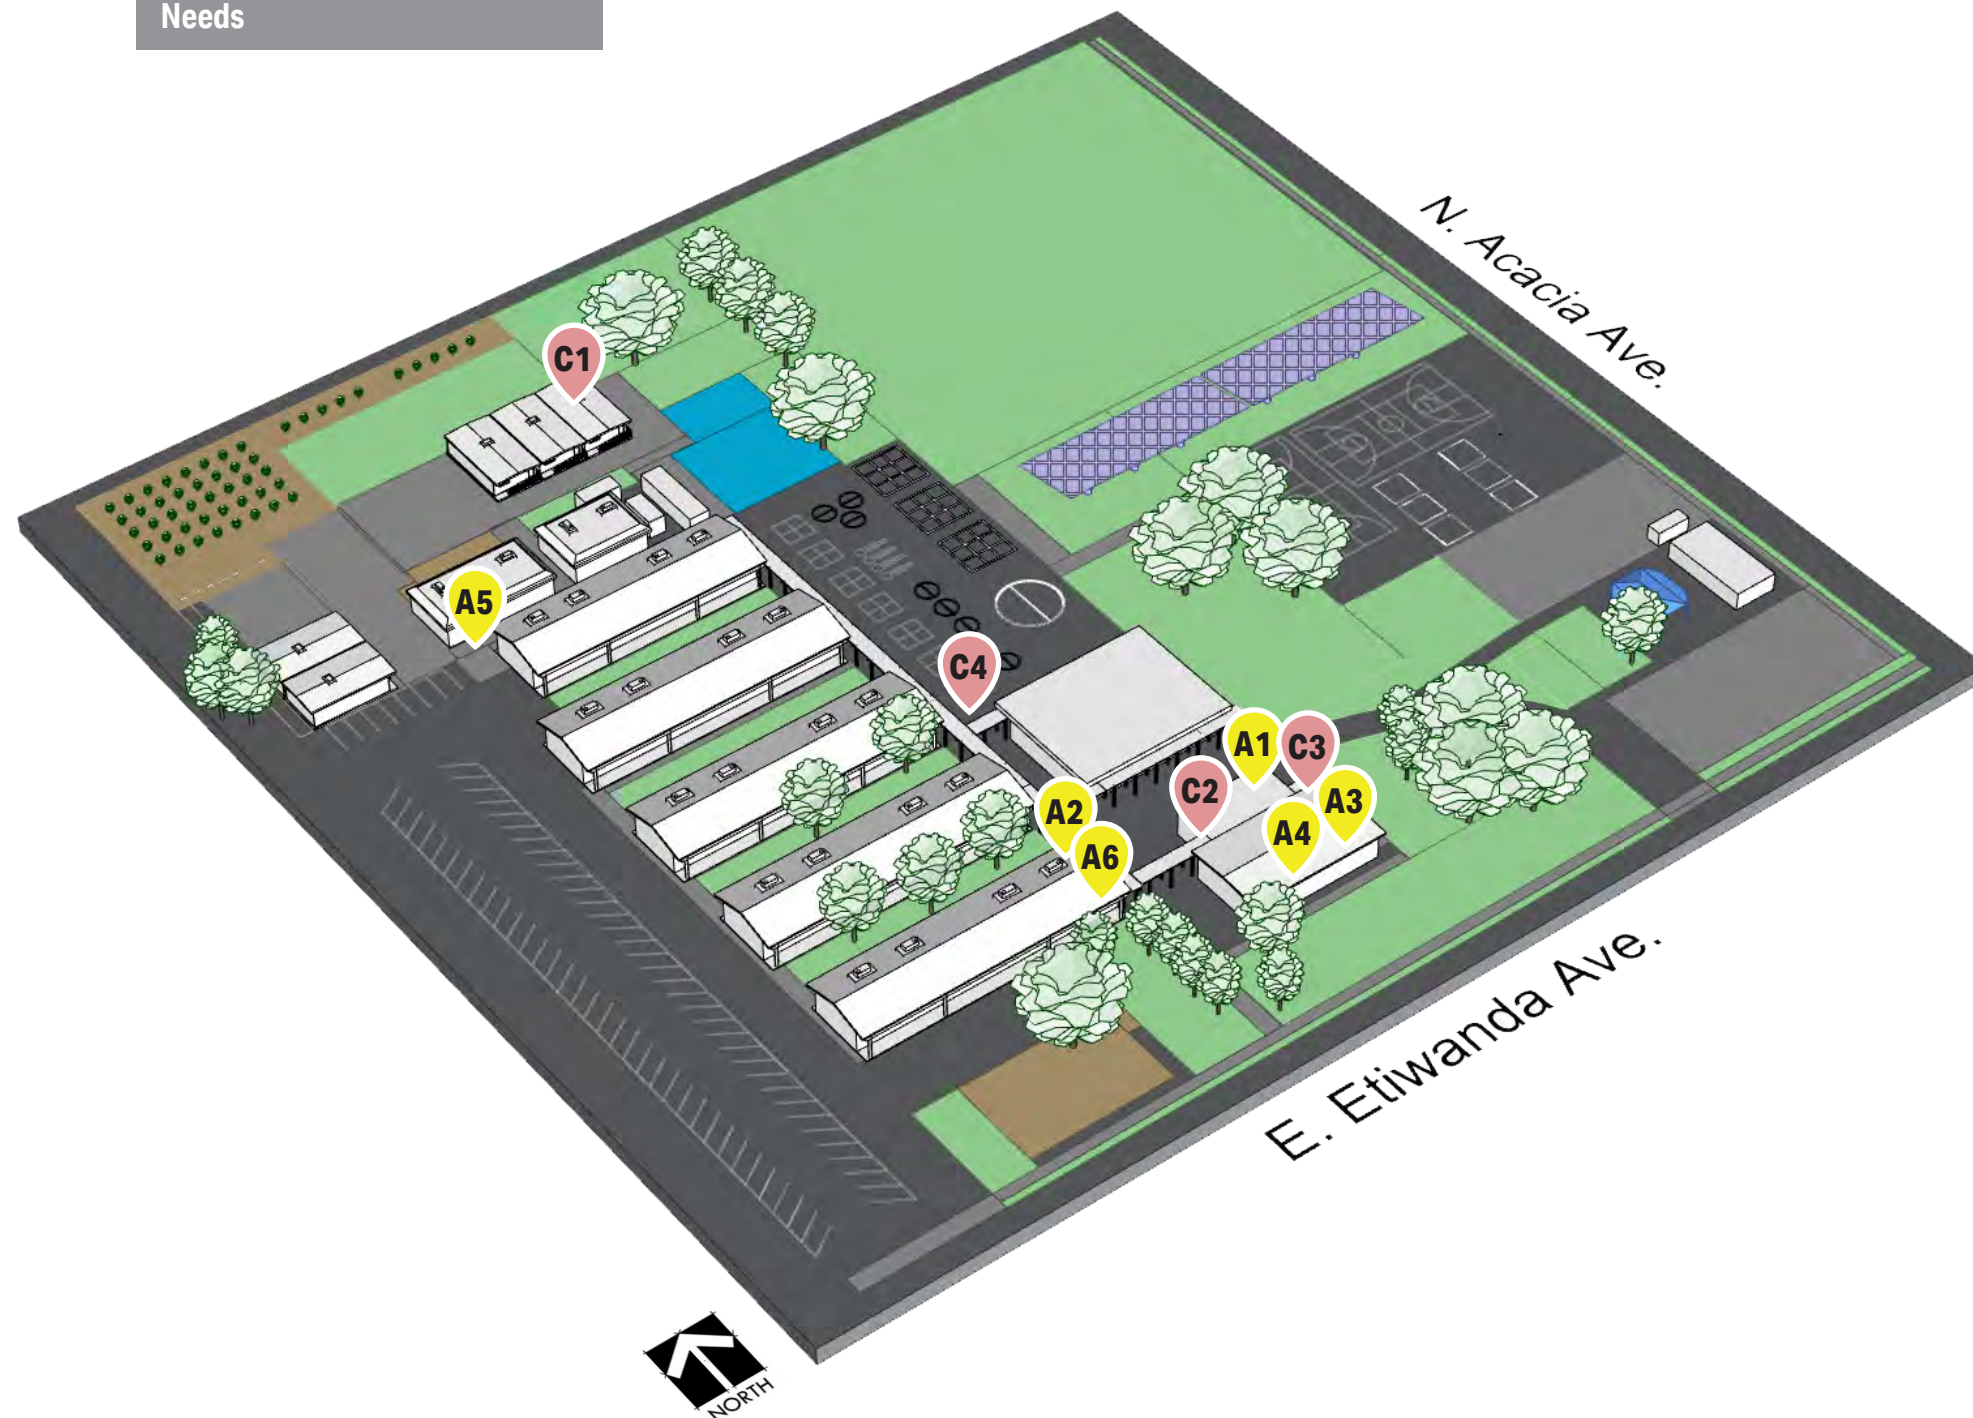 Needs
N. Acacia Ave.
C1
A5
C4
A1
C3
C2
A3
A2
A4
A6
E. Etiwanda Ave.
NORTH